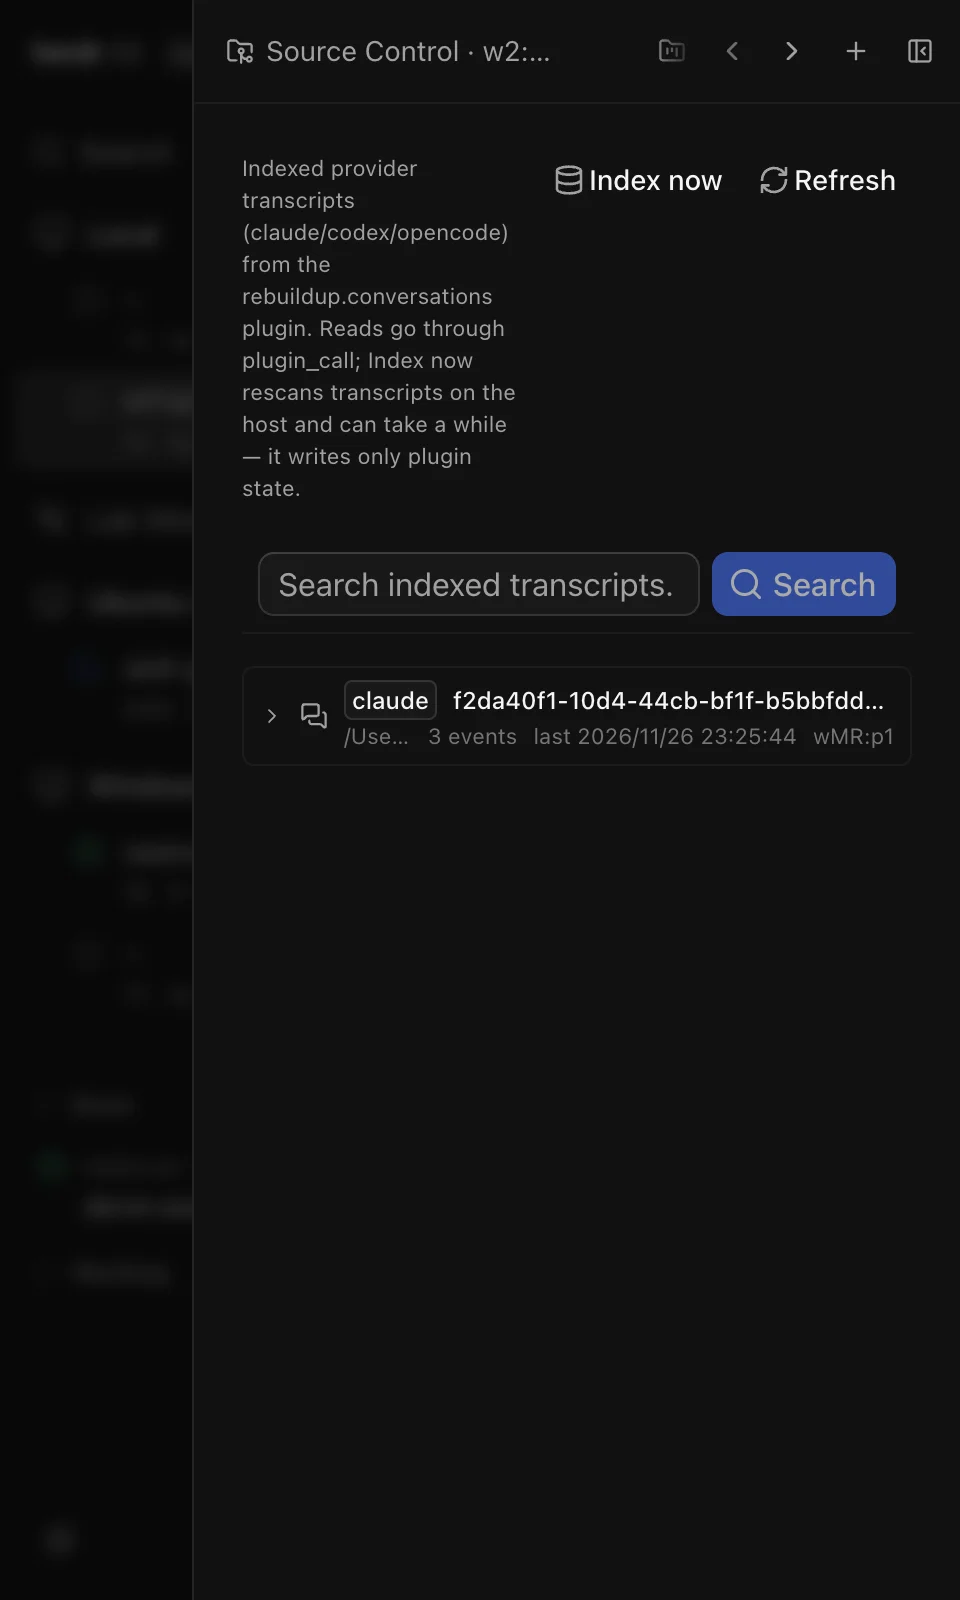 Source Control · w2:...
Indexed provider
transcripts
(claude/codex/opencode)
from the
rebuildup.conversations
plugin. Reads go through
plugin_call; Index now
rescans transcripts on the
host and can take a while
— it writes only plugin
state.
Index now
Refresh
Search indexed transcripts.
Search
claude f2da40f1-10d4-44cb-bf1f-b5bbfdd...
/Use... 3 events last 2026/11/26 23:25:44 wMR:p1